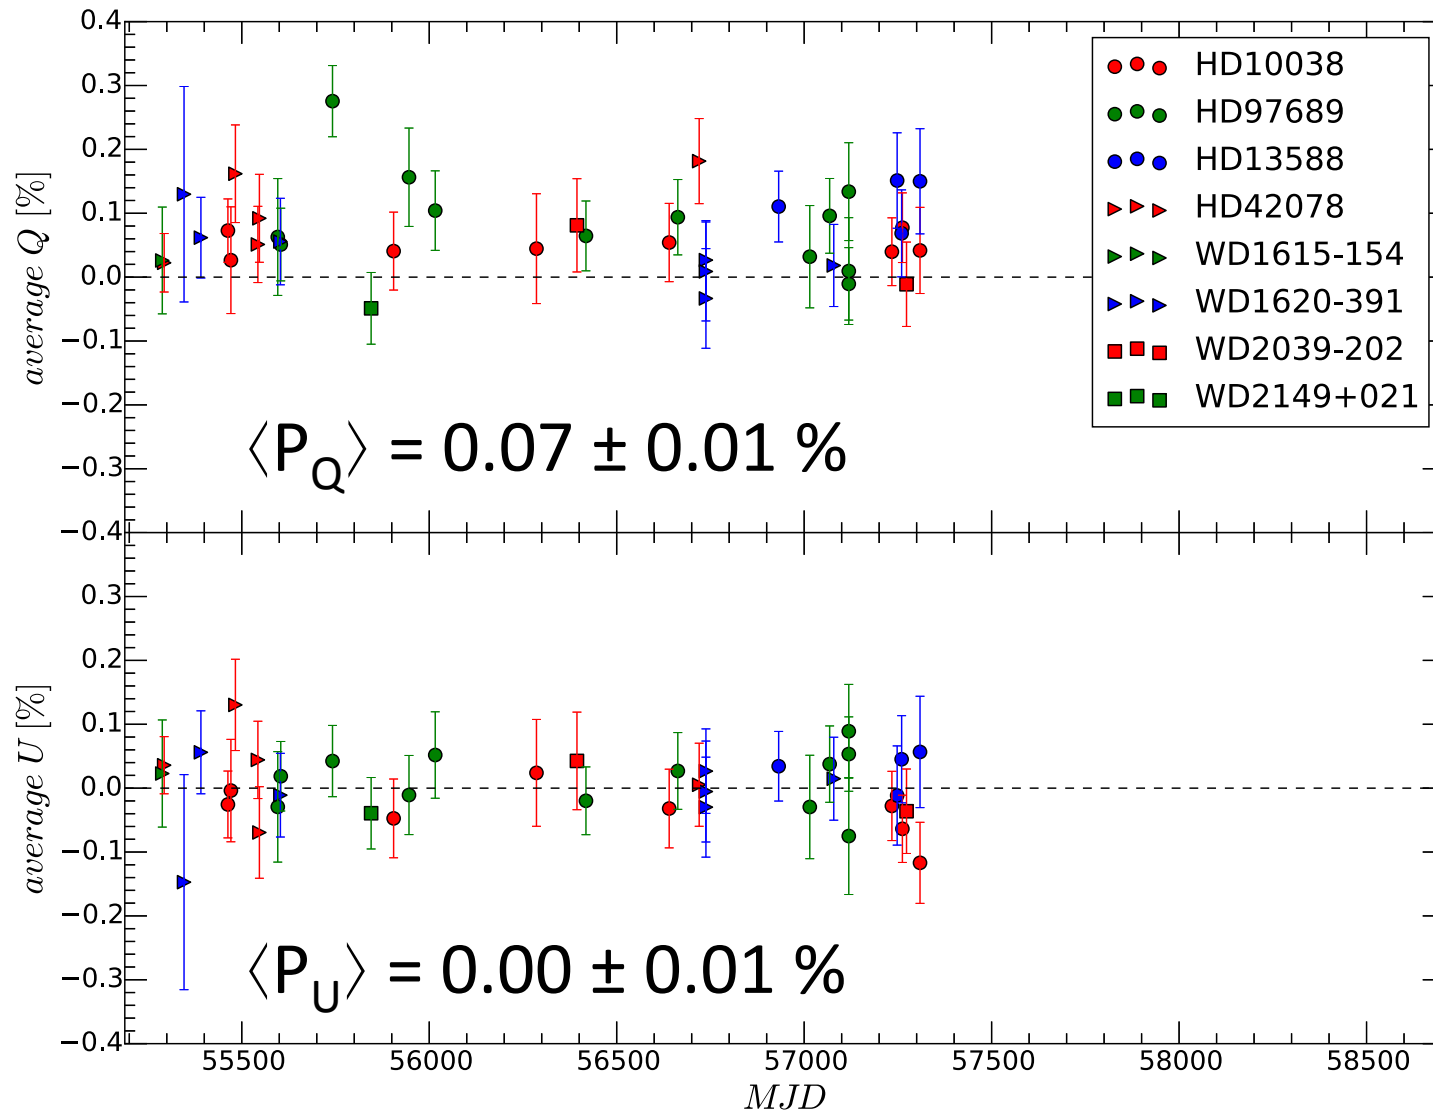 0.4
0.3
0.2
0.1
0.0
−0.1
−0.2
−0.3
−0.4
average Q [%]
HD10038
HD97689
HD13588
HD42078
WD1615-154
WD1620-391
WD2039-202
WD2149+021
⟨P_Q⟩ = 0.07 ± 0.01 %
0.3
0.2
0.1
0.0
−0.1
−0.2
−0.3
−0.4
average U [%]
⟨P_U⟩ = 0.00 ± 0.01 %
55500 56000 56500 57000 57500 58000 58500
MJD